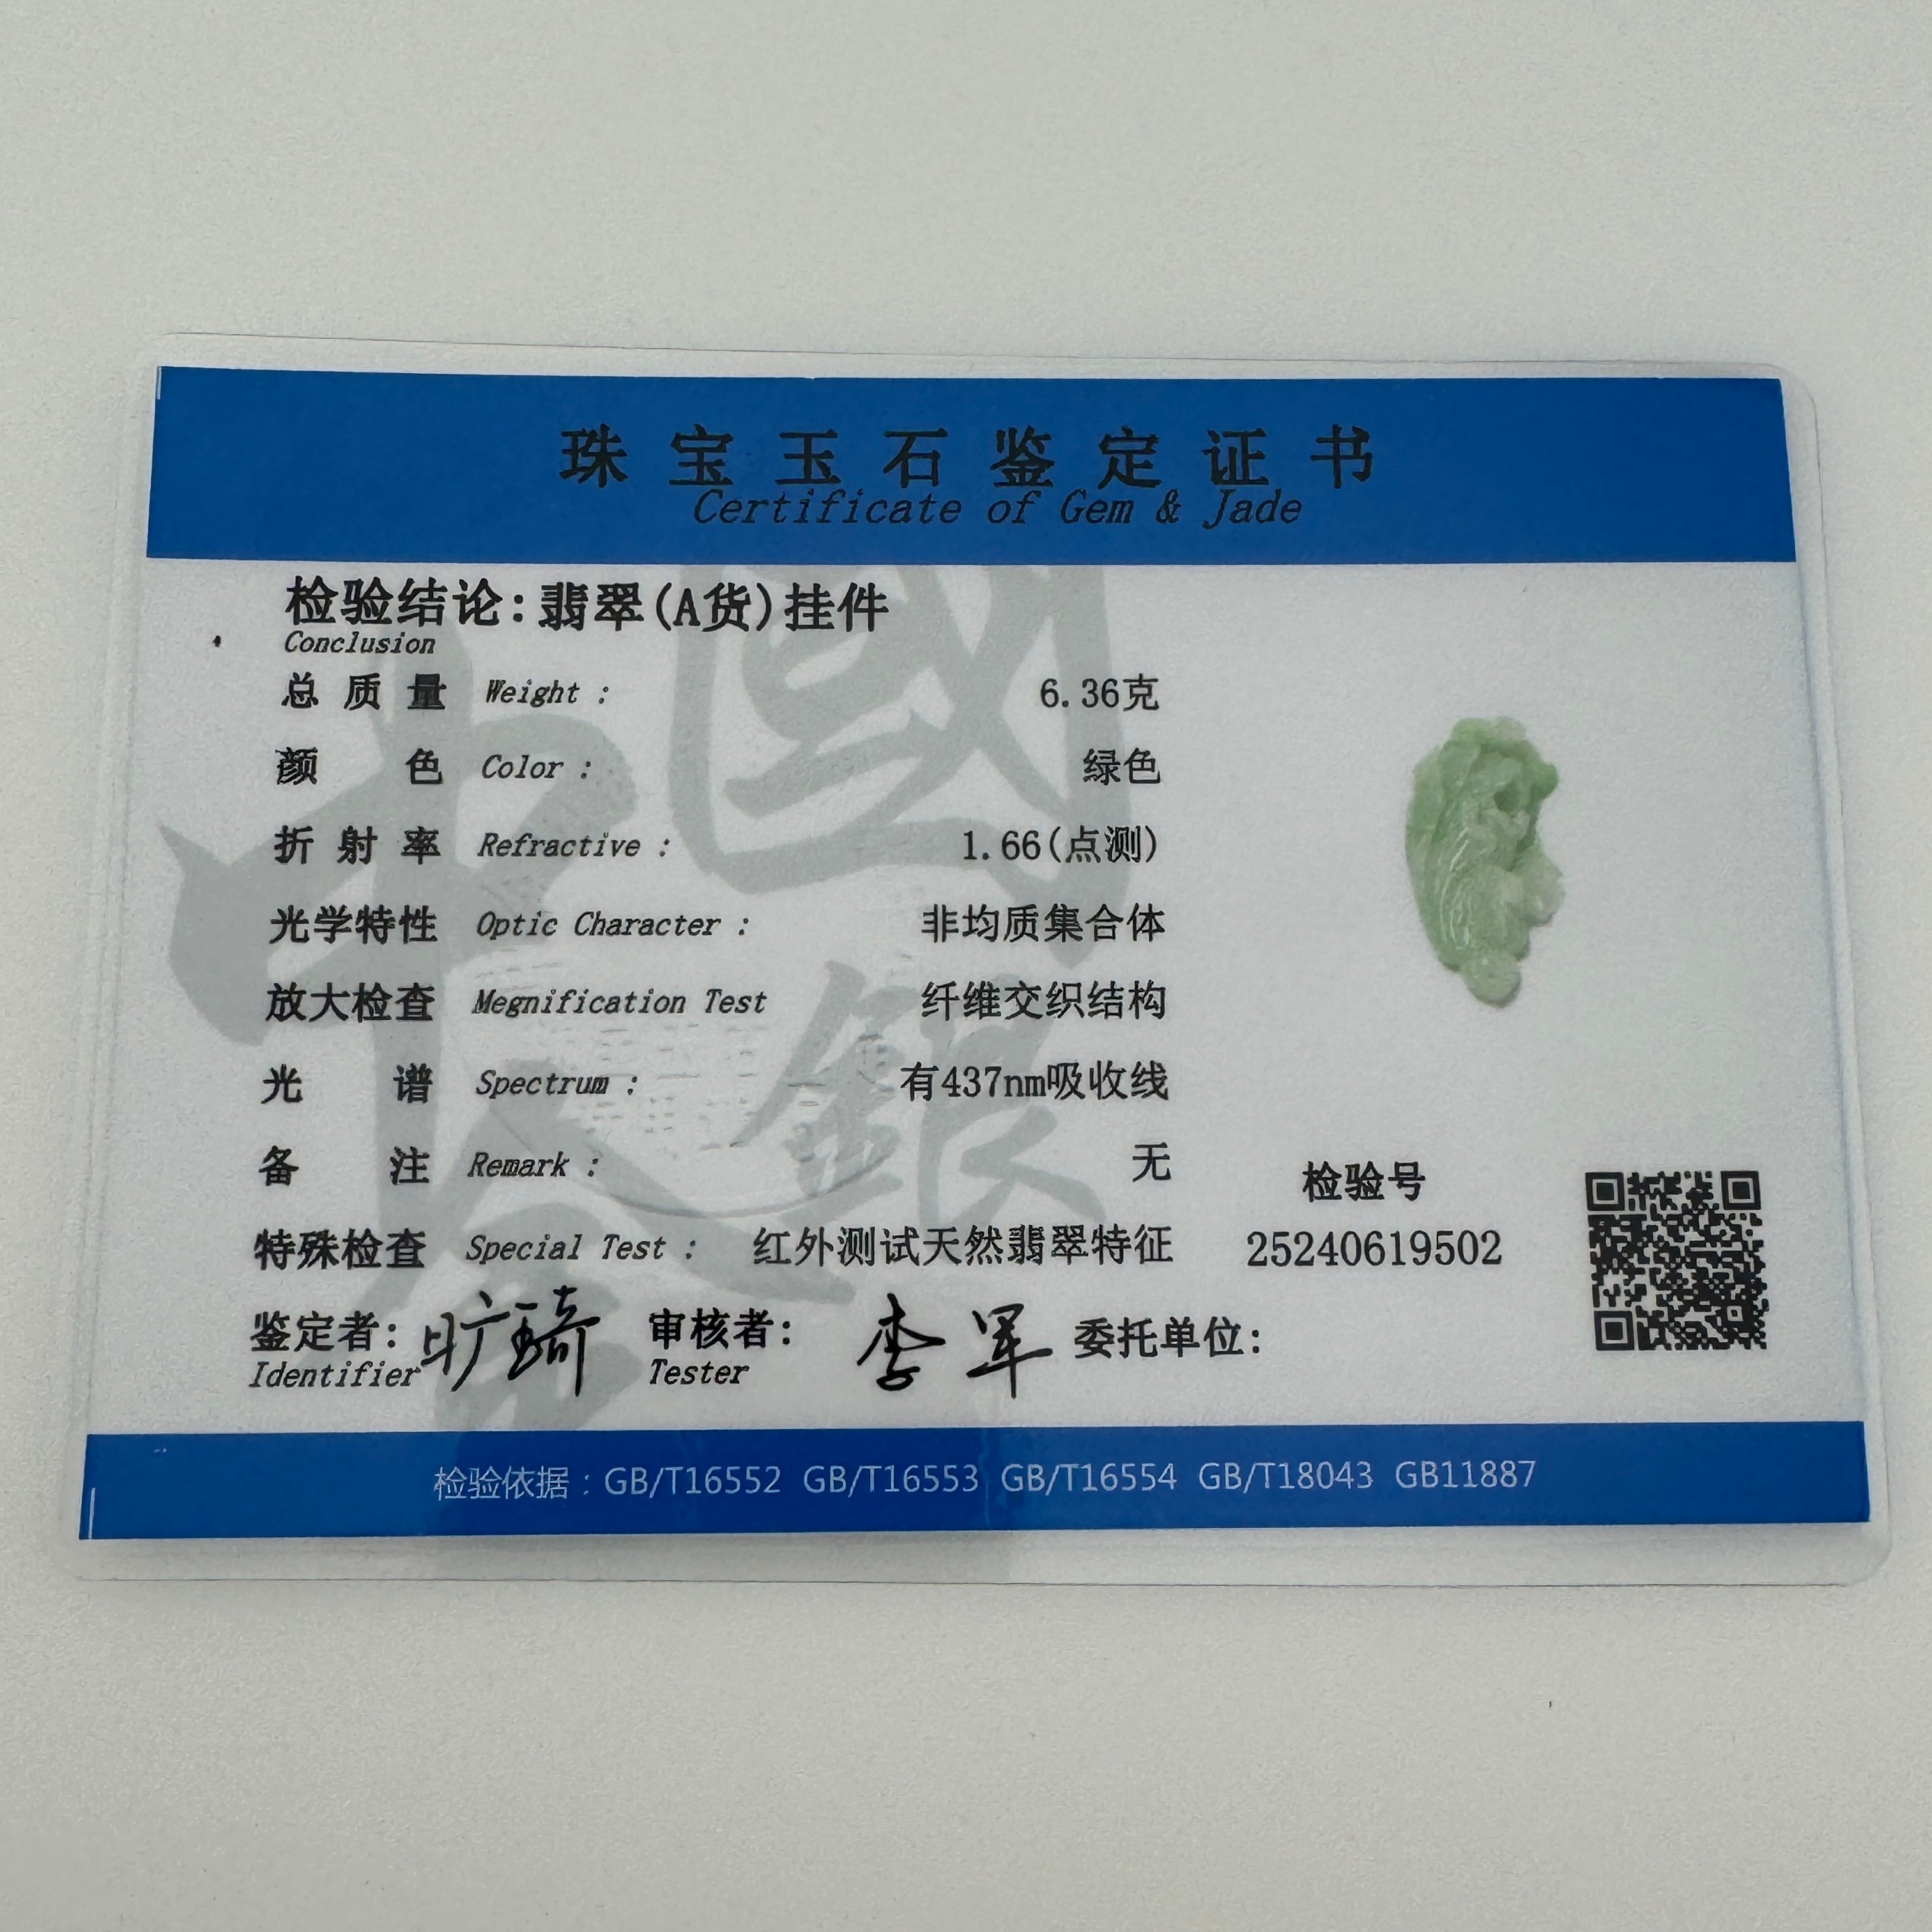 珠宝玉石鉴定证书
Certificate of Gem & Jade
检验结论:翡翠(A货)挂件
Conclusion
总质量 Weight : 6.36克
颜色 Color : 绿色
折射率 Refractive : 1.66(点测)
光学特性 Optic Character : 非均质集合体
放大检查 Megnification Test 纤维交织结构
光谱 Spectrum : 有437nm吸收线
备注 Remark : 无
检验号
特殊检查 Special Test : 红外测试天然翡翠特征 25240619502
鉴定者: 旷琦 审核者: 李军 委托单位:
Identifier Tester
检验依据：GB/T16552 GB/T16553 GB/T16554 GB/T18043 GB11887